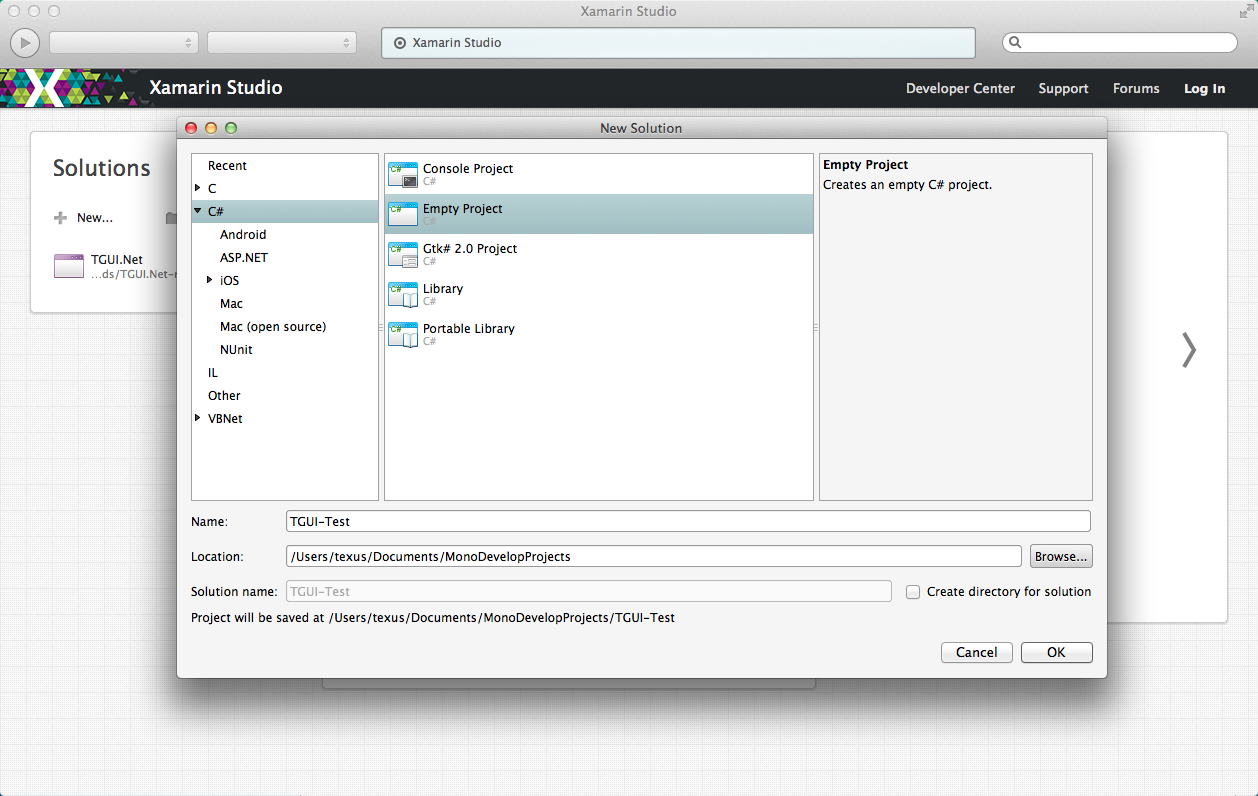 Xamarin Studio
Xamarin Studio
Xamarin Studio
Developer Center
Support
Forums
Log In
Solutions
New...
TGUI.Net
...ds/TGUI.Net-
New Solution
Recent
C
C#
Android
ASP.NET
iOS
Mac
Mac (open source)
NUnit
IL
Other
VBNet
C#
Console Project
C#
C#
Empty Project
C#
C#
Gtk# 2.0 Project
C#
C#
Library
C#
C#
Portable Library
C#
Empty Project
Creates an empty C# project.
Name:
TGUI-Test
Location:
/Users/texus/Documents/MonoDevelopProjects
Browse...
Solution name:
TGUI-Test
Create directory for solution
Project will be saved at /Users/texus/Documents/MonoDevelopProjects/TGUI-Test
Cancel
OK